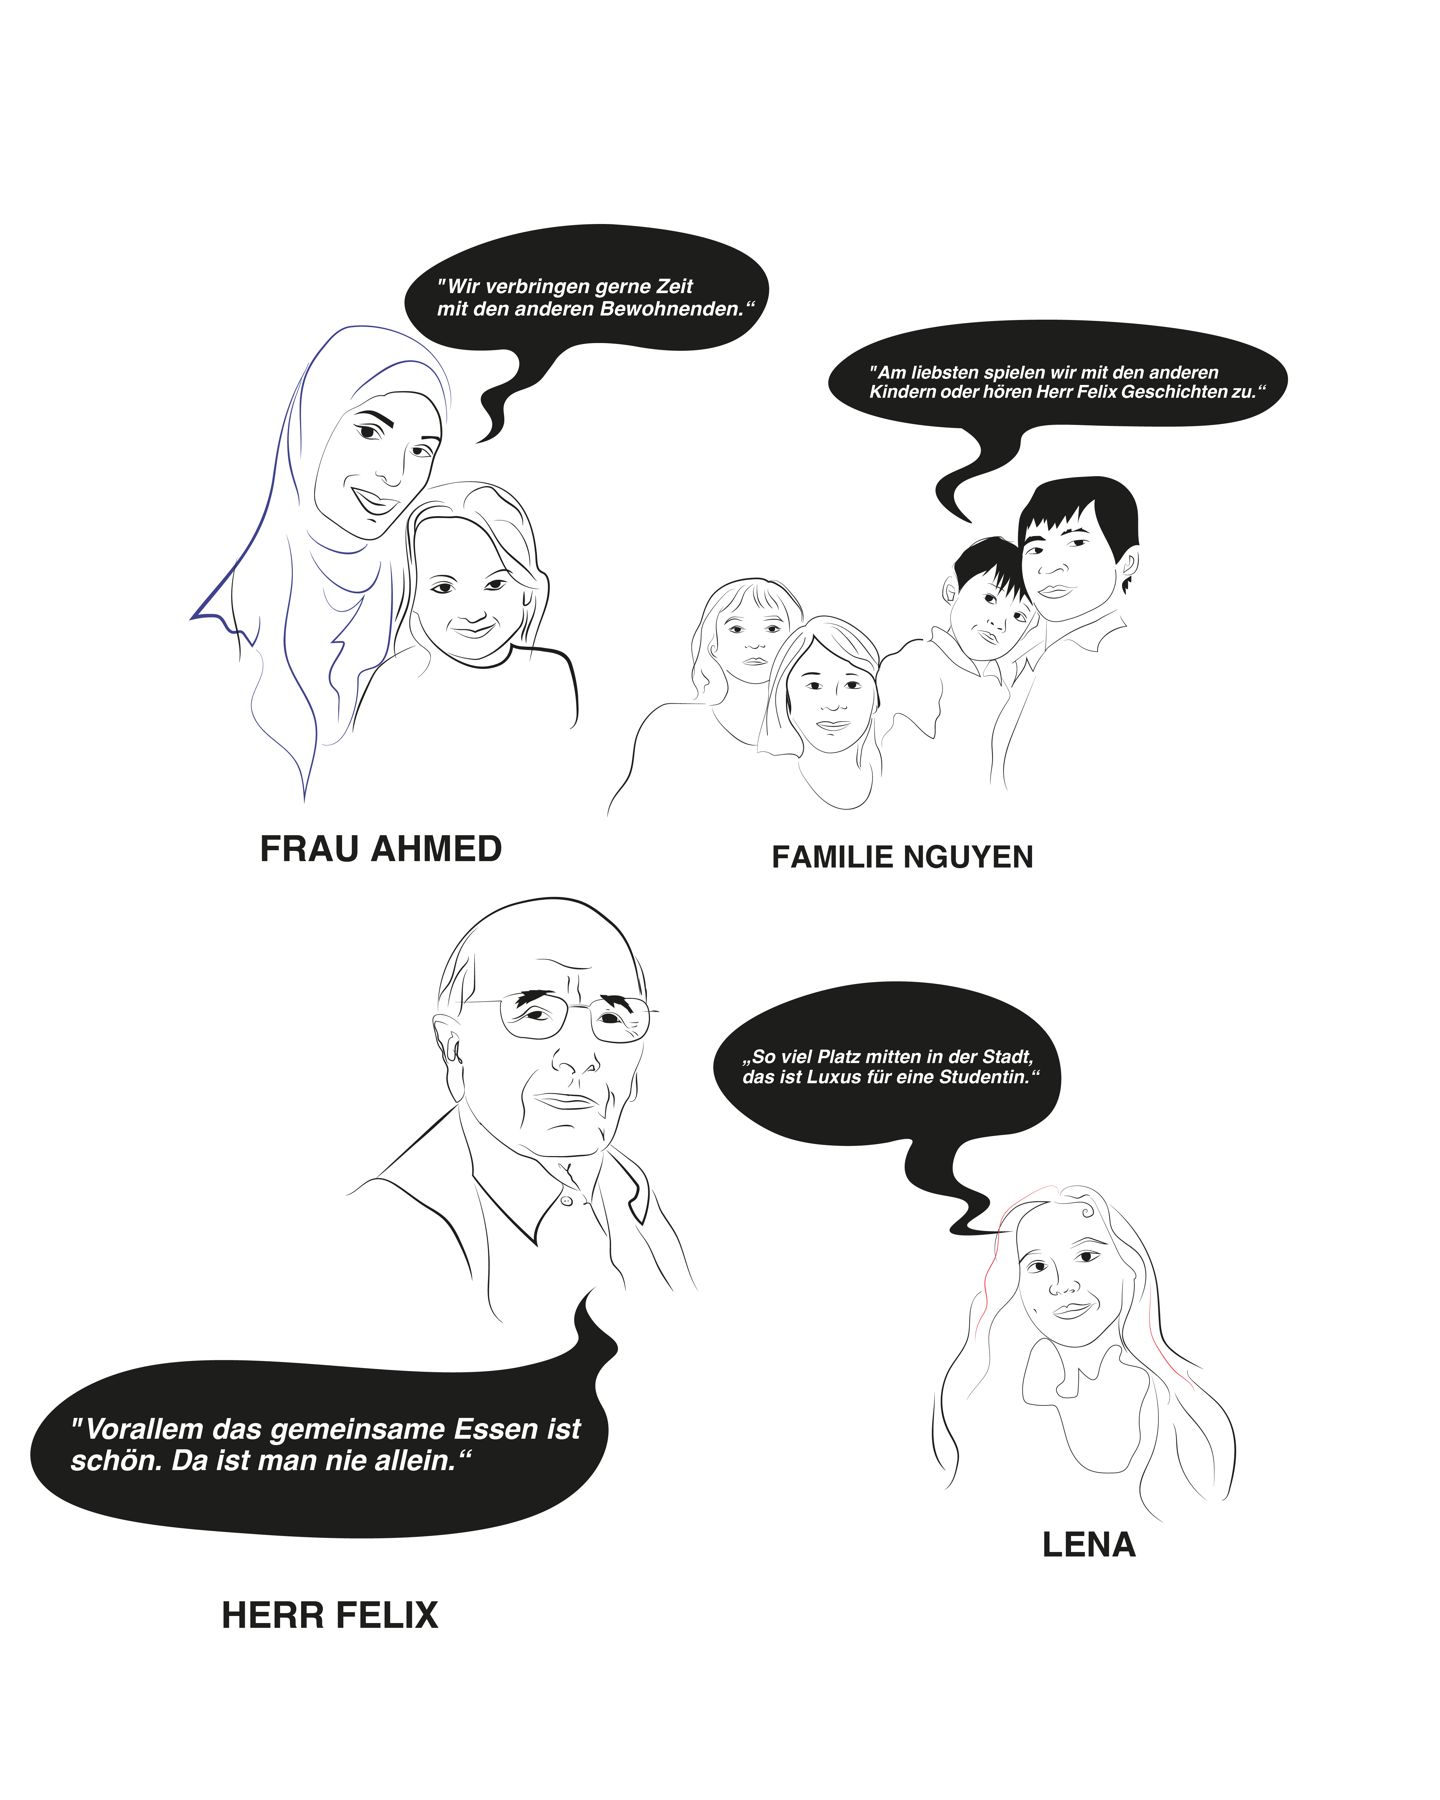 "Wir verbringen gerne Zeit
mit den anderen Bewohnenden.“
"Am liebsten spielen wir mit den anderen
Kindern oder hören Herr Felix Geschichten zu.“
FRAU AHMED
FAMILIE NGUYEN
„So viel Platz mitten in der Stadt,
das ist Luxus für eine Studentin.“
"Vorallem das gemeinsame Essen ist
schön. Da ist man nie allein.“
LENA
HERR FELIX